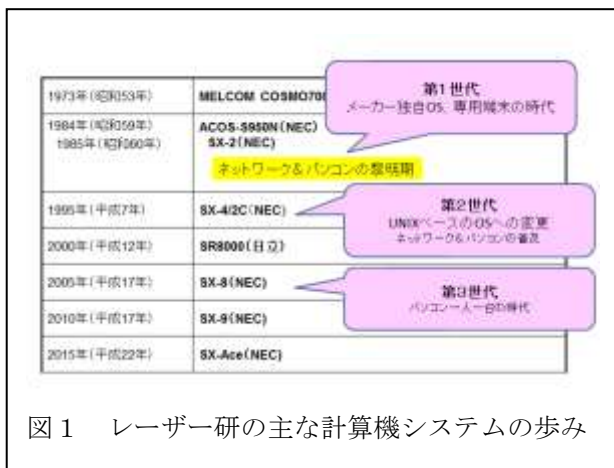 1973年(昭和53年) MELCOM COSMO700
第1世代
メーカー独自OS、専用端末の時代
1984年(昭和59年) ACOS-S950N(NEC)
1985年(昭和60年) SX-2(NEC)
ネットワーク&パソコンの黎明期
1995年(平成7年) SX-4/2C(NEC)
第2世代
UNIXベースのOSへの変更
ネットワーク&パソコンの普及
2000年(平成12年) SR8000(日立)
2005年(平成17年) SX-8(NEC)
第3世代
パソコン一人一台の時代
2010年(平成17年) SX-9(NEC)
2015年(平成22年) SX-Ace(NEC)
図1 レーザー研の主な計算機システムの歩み